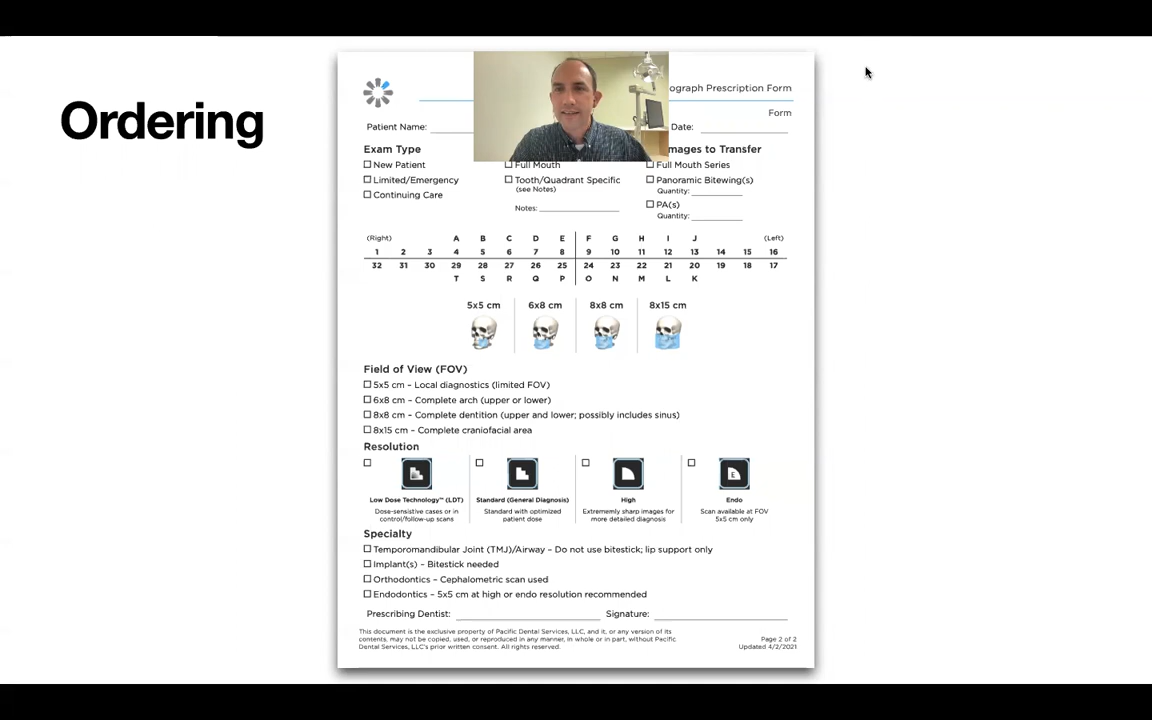 Ordering
ograph Prescription Form
Form
Patient Name: Date:
Exam Type mages to Transfer
New Patient Full Mouth Full Mouth Series
Limited/Emergency Tooth/Quadrant Specific Panoramic Bitewing(s)
(see Notes) Quantity:
Continuing Care
PA(s)
Notes:
Quantity:
(Right) A B C D E F G H I J (Left)
1 2 3 4 5 6 7 8 9 10 11 12 13 14 15 16
32 31 30 29 28 27 26 25 24 23 22 21 20 19 18 17
T S R Q P O N M L K
5x5 cm 6x8 cm 8x8 cm 8x15 cm
Field of View (FOV)
5x5 cm – Local diagnostics (limited FOV)
6x8 cm – Complete arch (upper or lower)
8x8 cm – Complete dentition (upper and lower; possibly includes sinus)
8x15 cm – Complete craniofacial area
Resolution
E
Low Dose Technology™ (LDT) Standard (General Diagnosis) High Endo
Dose-sensistive cases or in Standard with optimized Extrememly sharp images for Scan available at FOV
control/follow-up scans patient dose more detailed diagnosis 5x5 cm only
Specialty
Temporomandibular Joint (TMJ)/Airway – Do not use bitestick; lip support only
Implant(s) – Bitestick needed
Orthodontics – Cephalometric scan used
Endodontics – 5x5 cm at high or endo resolution recommended
Prescribing Dentist: Signature:
This document is the exclusive property of Pacific Dental Services, LLC, and it, or any version of its
contents, may not be copied, used, or reproduced in any manner, in whole or in part, without Pacific Page 2 of 2
Dental Services, LLC's prior written consent. All rights reserved. Updated 4/2/2021